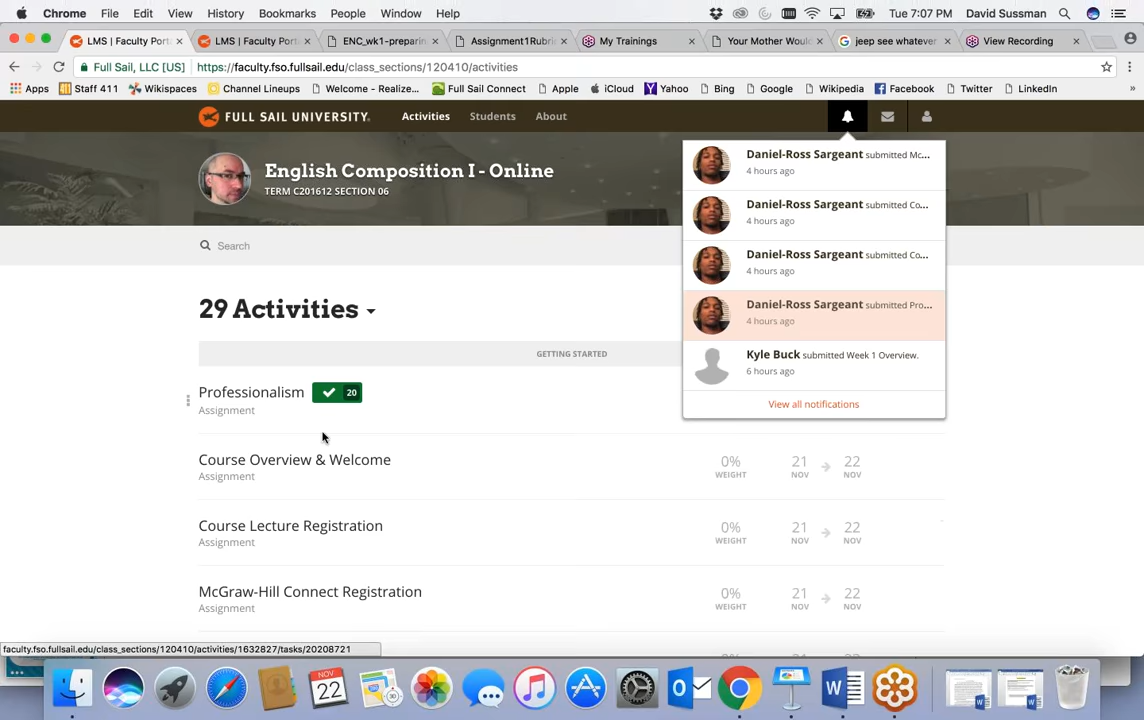 Chrome File Edit View History Bookmarks People Window Help Tue 7:07 PM David Sussman
LMS | Faculty Port LMS | Faculty Port ENC_wk1-preparin Assignment1Rubric My Trainings Your Mother Woul jeep see whatever View Recording
Full Sail, LLC [US] https://faculty.fso.fullsail.edu/class_sections/120410/activities
Apps Staff 411 Wikispaces Channel Lineups Welcome - Realize... Full Sail Connect Apple iCloud Yahoo Bing Google Wikipedia Facebook Twitter LinkedIn »
FULL SAIL UNIVERSITY. Activities Students About
English Composition I - Online
TERM C201612 SECTION 06
Search
Daniel-Ross Sargeant submitted Mc...
4 hours ago
Daniel-Ross Sargeant submitted Co...
4 hours ago
Daniel-Ross Sargeant submitted Co...
4 hours ago
Daniel-Ross Sargeant submitted Pro...
4 hours ago
Kyle Buck submitted Week 1 Overview.
6 hours ago
View all notifications
29 Activities
GETTING STARTED
Professionalism 20
Assignment
Course Overview & Welcome
Assignment
0% WEIGHT 21 NOV 22 NOV
Course Lecture Registration
Assignment
0% WEIGHT 21 NOV 22 NOV
McGraw-Hill Connect Registration
Assignment
0% WEIGHT 21 NOV 22 NOV
faculty.fso.fullsail.edu/class_sections/120410/activities/1632827/tasks/20208721
NOV
22